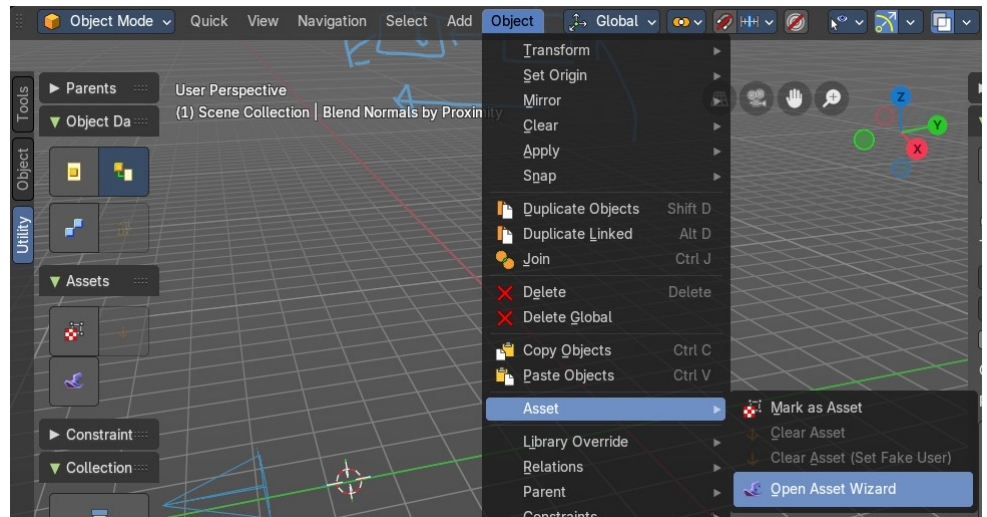 Object Mode Quick View Navigation Select Add Object Global
Tools
Object
Utility
Parents
Object Da
Assets
Constraint
Collection
User Perspective
(1) Scene Collection | Blend Normals by Proximity
Transform
Set Origin
Mirror
Clear
Apply
Snap
Duplicate Objects Shift D
Duplicate Linked Alt D
Join Ctrl J
Delete Delete
Delete Global
Copy Objects Ctrl C
Paste Objects Ctrl V
Asset
Library Override
Relations
Parent
Constraints
Mark as Asset
Clear Asset
Clear Asset (Set Fake User)
Open Asset Wizard
Z
Y
X